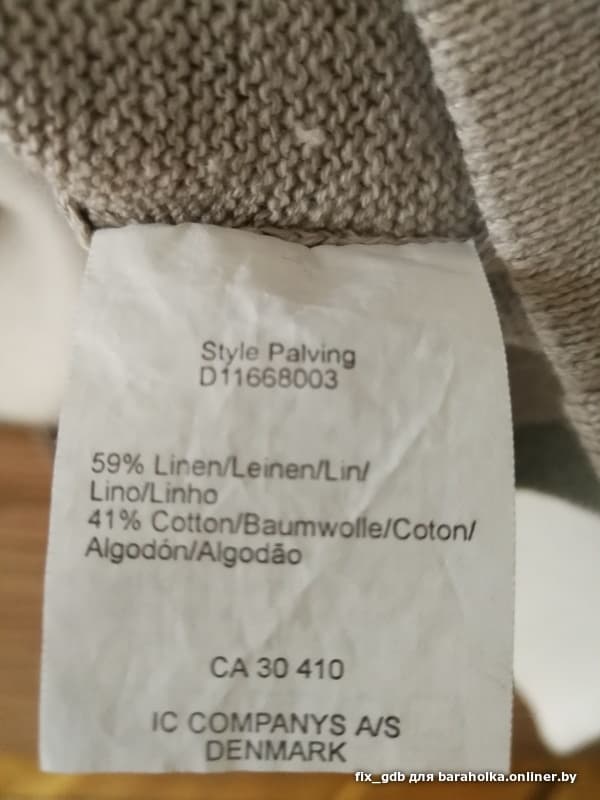 Style Palving
D11668003
59% Linen/Leinen/Lin/
Lino/Linho
41% Cotton/Baumwolle/Coton/
Algodón/Algodão
CA 30 410
IC COMPANYS A/S
DENMARK
fix_gdb для baraholka.onliner.by